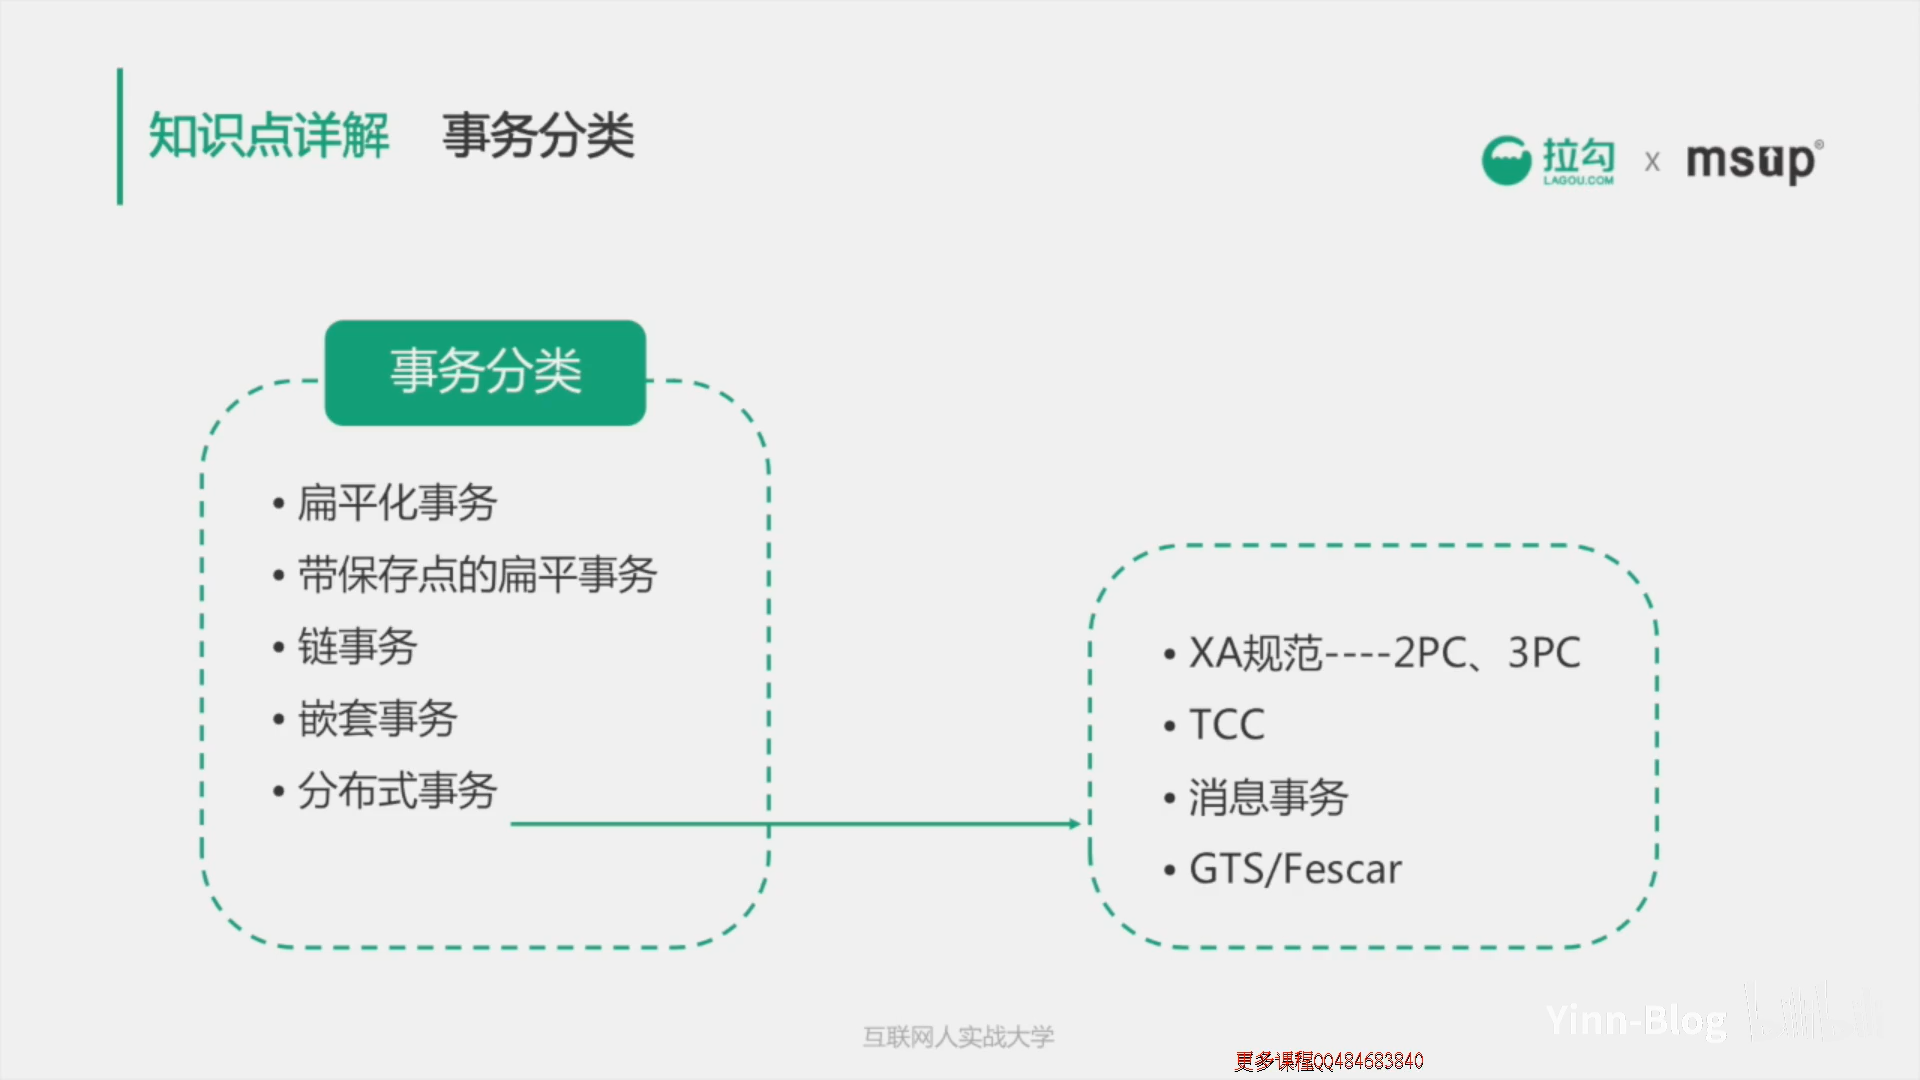 知识点详解 事务分类
拉勾
LAGOU.COM
x
msup®
事务分类
• 扁平化事务
• 带保存点的扁平事务
• 链事务
• 嵌套事务
• 分布式事务
• XA规范----2PC、3PC
• TCC
• 消息事务
• GTS/Fescar
互联网人实战大学
Yinn-Blog
更多课程QQ484683840